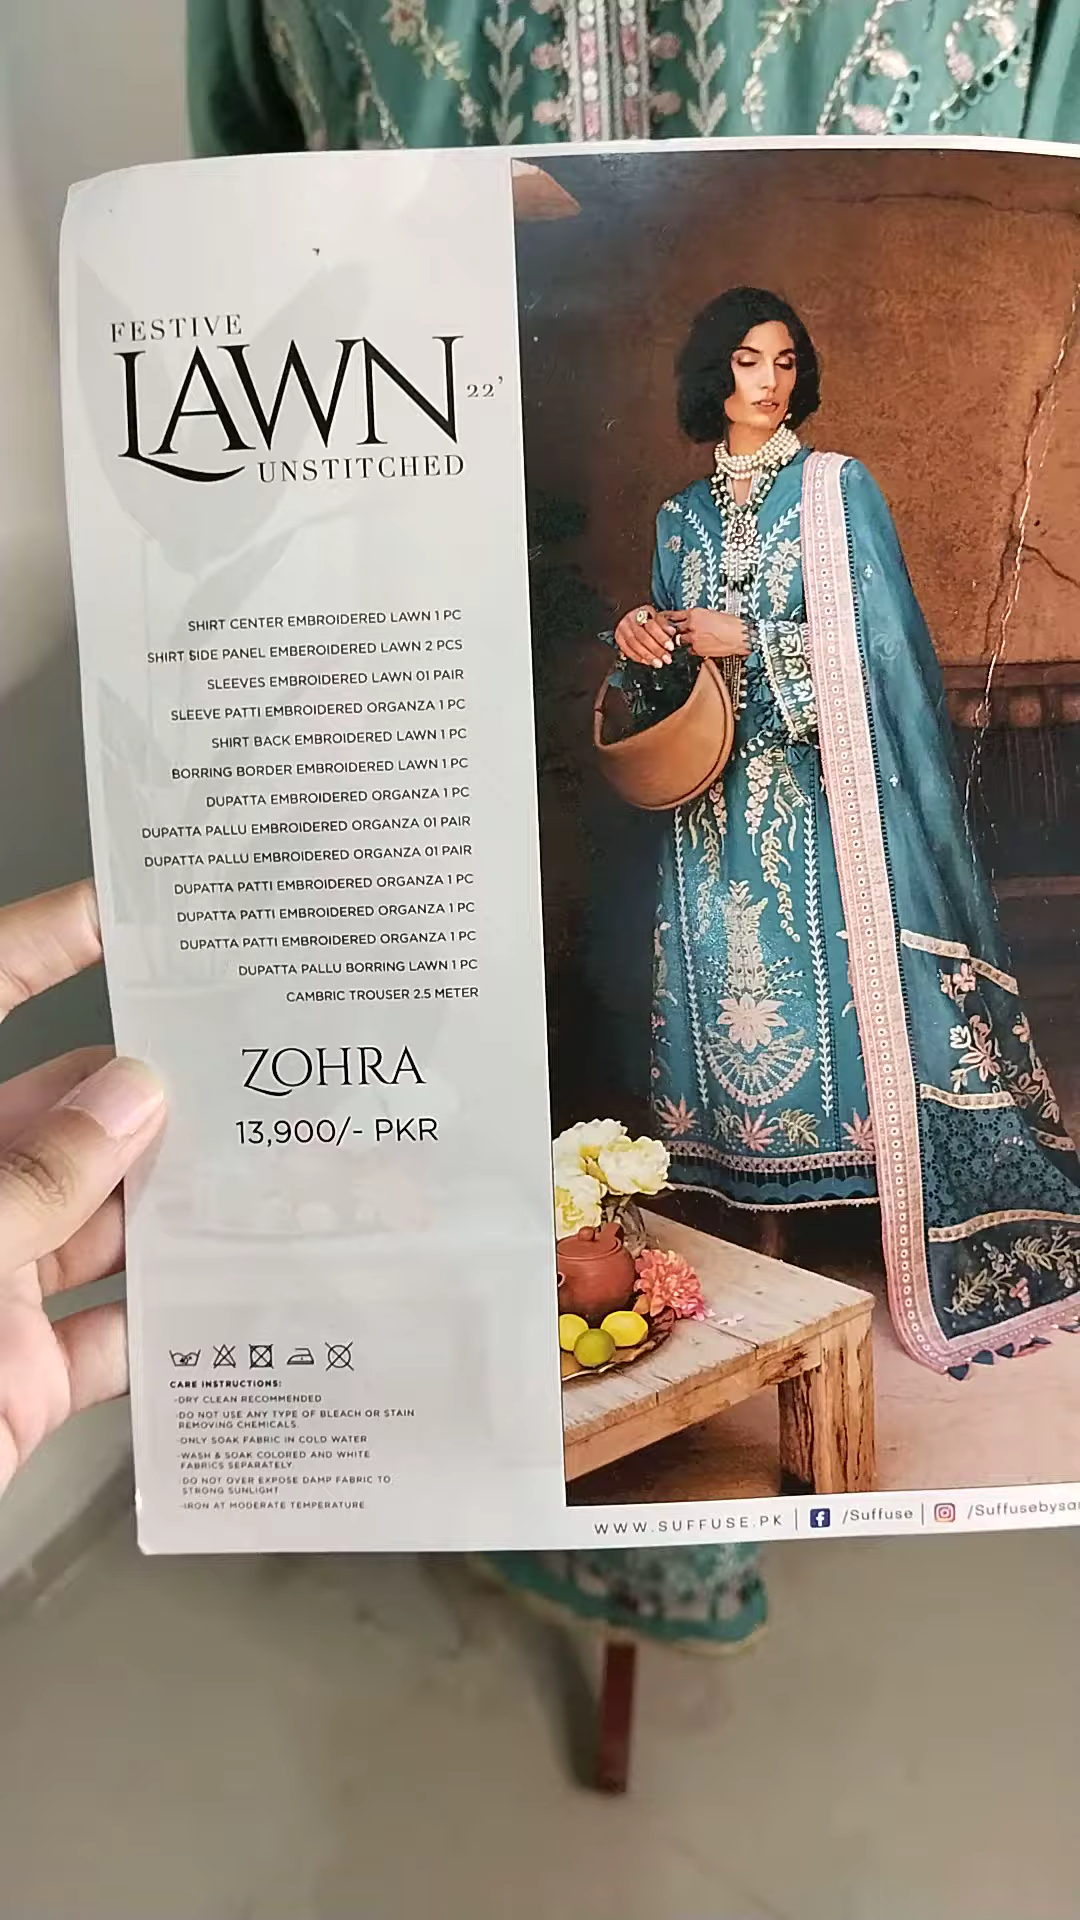 FESTIVE
LAWN 22'
UNSTITCHED
SHIRT CENTER EMBROIDERED LAWN 1 PC
SHIRT SIDE PANEL EMBEROIDERED LAWN 2 PCS
SLEEVES EMBROIDERED LAWN 01 PAIR
SLEEVE PATTI EMBROIDERED ORGANZA 1 PC
SHIRT BACK EMBROIDERED LAWN 1 PC
BORRING BORDER EMBROIDERED LAWN 1 PC
DUPATTA EMBROIDERED ORGANZA 1 PC
DUPATTA PALLU EMBROIDERED ORGANZA 01 PAIR
DUPATTA PALLU EMBROIDERED ORGANZA 01 PAIR
DUPATTA PATTI EMBROIDERED ORGANZA 1 PC
DUPATTA PATTI EMBROIDERED ORGANZA 1 PC
DUPATTA PATTI EMBROIDERED ORGANZA 1 PC
DUPATTA PALLU BORRING LAWN 1 PC
CAMBRIC TROUSER 2.5 METER
ZOHRA
13,900/- PKR
CARE INSTRUCTIONS:
-DRY CLEAN RECOMMENDED
-DO NOT USE ANY TYPE OF BLEACH OR STAIN
REMOVING CHEMICALS.
-ONLY SOAK FABRIC IN COLD WATER
-WASH & SOAK COLORED AND WHITE
FABRICS SEPARATELY
-DO NOT OVER EXPOSE DAMP FABRIC TO
STRONG SUNLIGHT
-IRON AT MODERATE TEMPERATURE
WWW.SUFFUSE.PK | /Suffuse | /Suffusebysa